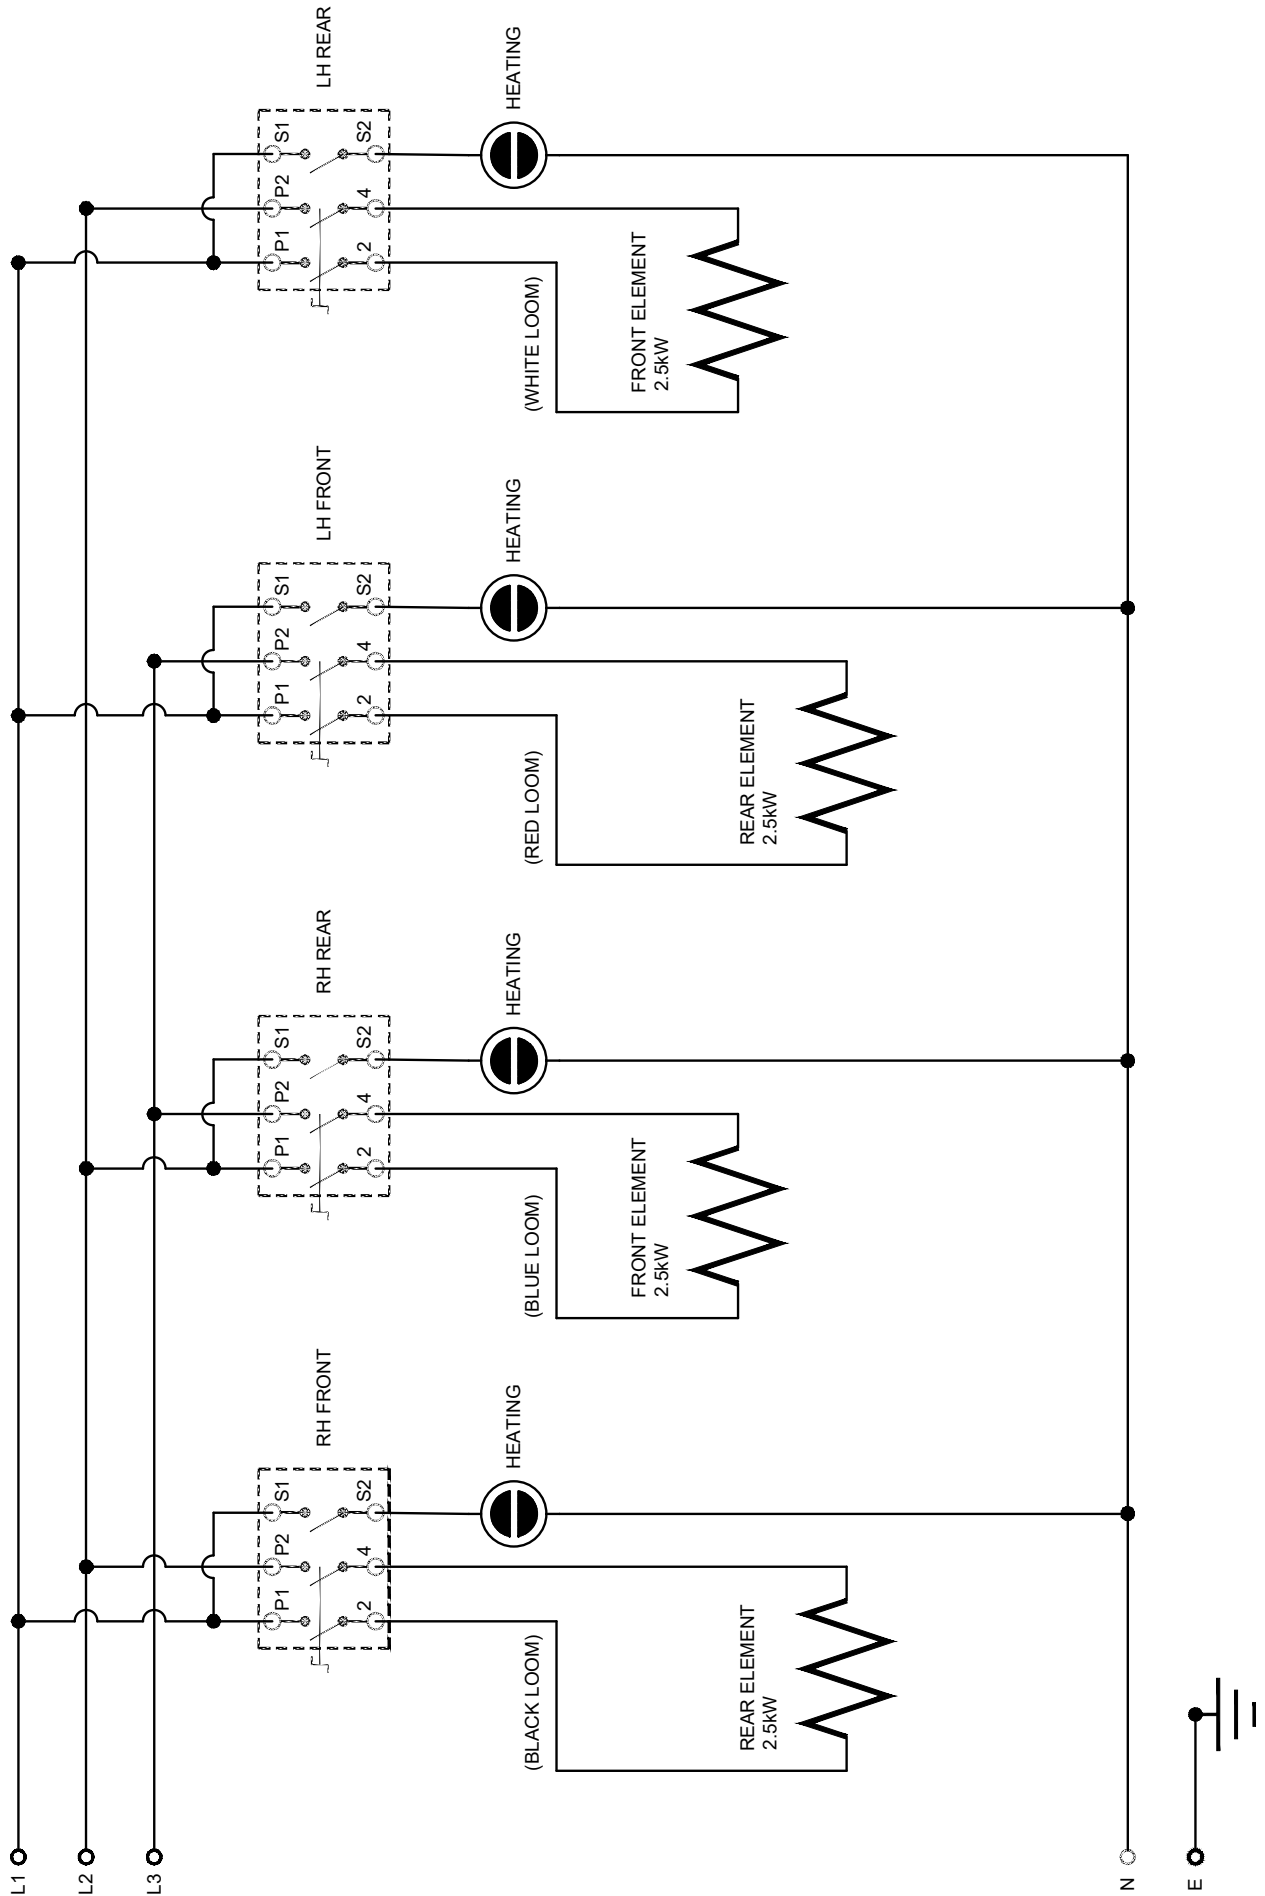 L1
L2
L3
N
E
RH FRONT
P1
P2
S1
2
4
S2
HEATING
(BLACK LOOM)
REAR ELEMENT
2.5kW
RH REAR
P1
P2
S1
2
4
S2
HEATING
(BLUE LOOM)
FRONT ELEMENT
2.5kW
LH FRONT
P1
P2
S1
2
4
S2
HEATING
(RED LOOM)
REAR ELEMENT
2.5kW
LH REAR
P1
P2
S1
2
4
S2
HEATING
(WHITE LOOM)
FRONT ELEMENT
2.5kW